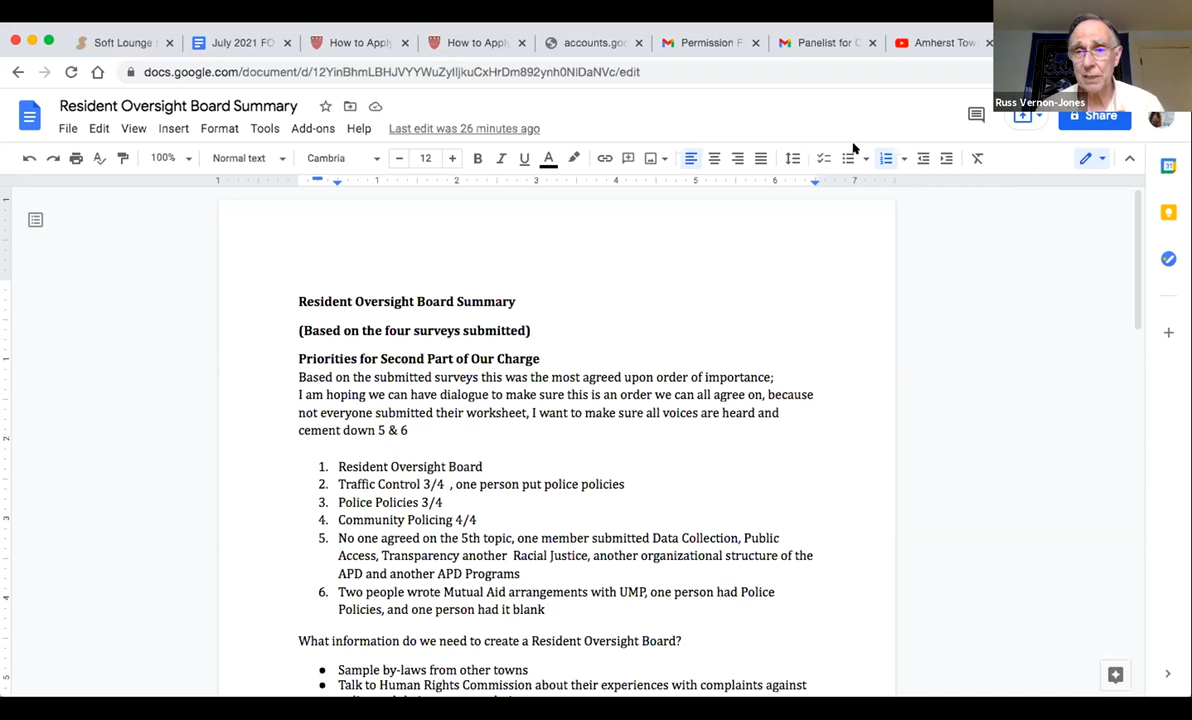 Soft Lounge
July 2021 FO
How to Apply
How to Apply
accounts.goo
Permission F
Panelist for C
Amherst Tow
docs.google.com/document/d/12YinBhmLBHJVYYWuZyIljkuCxHrDm892ynh0NlDaNVc/edit
Russ Vernon-Jones
Resident Oversight Board Summary
File Edit View Insert Format Tools Add-ons Help Last edit was 26 minutes ago
Share
100% Normal text Cambria 12 B I U A
1 1 2 3 4 5 6 7
Resident Oversight Board Summary
(Based on the four surveys submitted)
Priorities for Second Part of Our Charge
Based on the submitted surveys this was the most agreed upon order of importance;
I am hoping we can have dialogue to make sure this is an order we can all agree on, because
not everyone submitted their worksheet, I want to make sure all voices are heard and
cement down 5 & 6
1. Resident Oversight Board
2. Traffic Control 3/4 , one person put police policies
3. Police Policies 3/4
4. Community Policing 4/4
5. No one agreed on the 5th topic, one member submitted Data Collection, Public
Access, Transparency another Racial Justice, another organizational structure of the
APD and another APD Programs
6. Two people wrote Mutual Aid arrangements with UMP, one person had Police
Policies, and one person had it blank
What information do we need to create a Resident Oversight Board?
● Sample by-laws from other towns
● Talk to Human Rights Commission about their experiences with complaints against